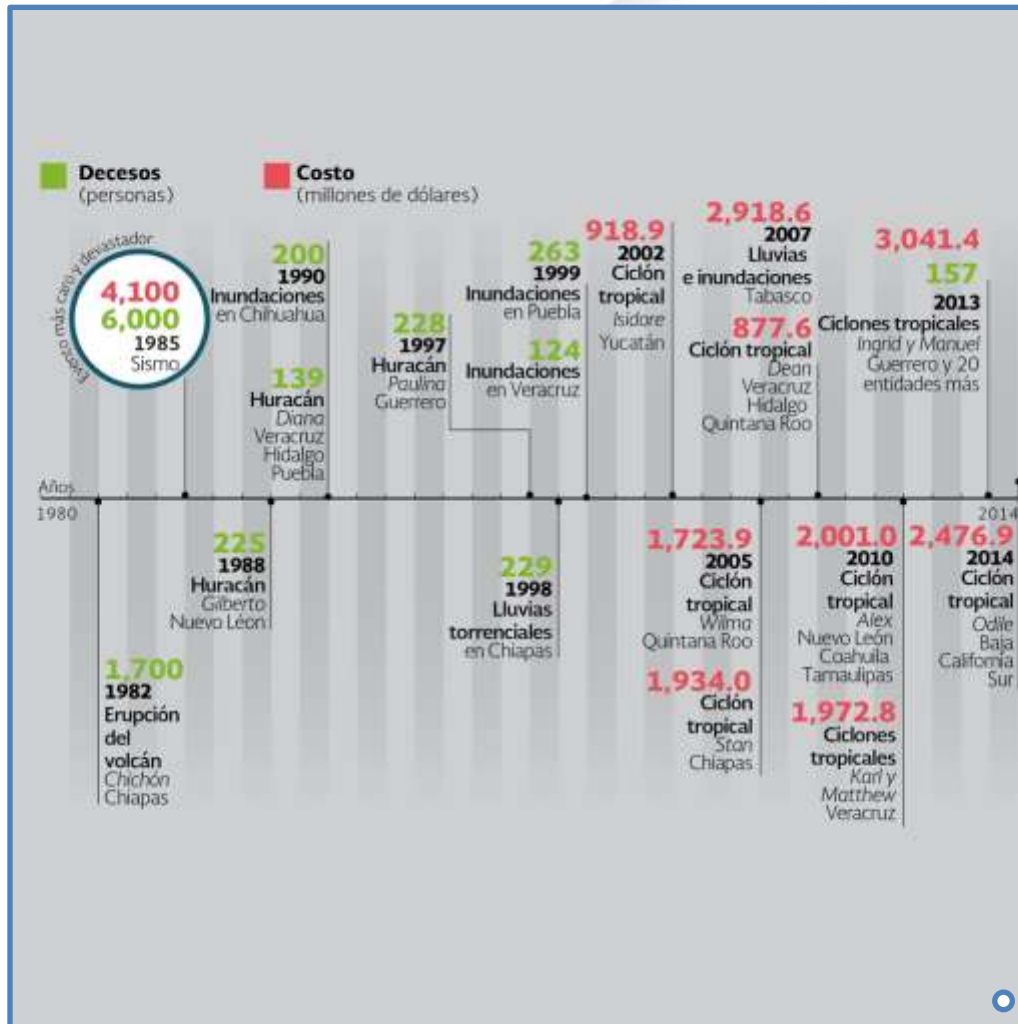 Decesos
(personas)
Costo
(millones de dólares)
Evento más caro y devastador
4,100
6,000
1985
Sismo
200
1990
Inundaciones
en Chihuahua
139
Huracán
Diana
Veracruz
Hidalgo
Puebla
228
1997
Huracán
Paulina
Guerrero
263
1999
Inundaciones
en Puebla
124
Inundaciones
en Veracruz
918.9
2002
Ciclón
tropical
Isidore
Yucatán
2,918.6
2007
Lluvias
e inundaciones
Tabasco
877.6
Ciclón tropical
Dean
Veracruz
Hidalgo
Quintana Roo
3,041.4
157
2013
Ciclones tropicales
Ingrid y Manuel
Guerrero y 20
entidades más
Años
1980
2014
1,700
1982
Erupción
del
volcán
Chichón
Chiapas
225
1988
Huracán
Gilberto
Nuevo Léon
229
1998
Lluvias
torrenciales
en Chiapas
1,723.9
2005
Ciclón
tropical
Wilma
Quintana Roo
1,934.0
Ciclón
tropical
Stan
Chiapas
2,001.0
2010
Ciclón
tropical
Alex
Nuevo León
Coahuila
Tamaulipas
1,972.8
Ciclones
tropicales
Karl y
Matthew
Veracruz
2,476.9
2014
Ciclón
tropical
Odile
Baja
California
Sur